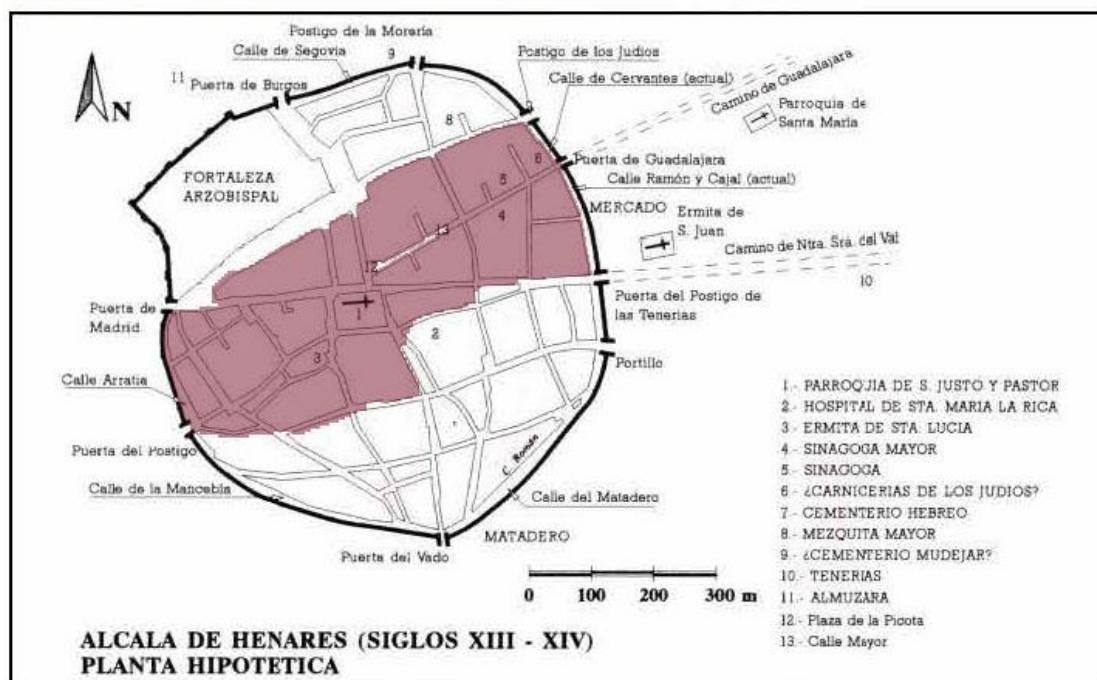 Postigo de la Morería
Calle de Segovia
9
Postigo de los Judios
11
Puerta de Burgos
Calle de Cervantes (actual)
Camino de Guadalajara
Parroquia de
Santa María
N
8
FORTALEZA
ARZOBISPAL
6
Puerta de Guadalajara
5
Calle Ramón y Cajal (actual)
4
MERCADO
Ermita de
S. Juan
13
Camino de Ntra. Srá. del Val
12
10
Puerta de
Madrid
1
Puerta del Postigo de
las Tenerias
2
3
Portillo
Calle Arratia
Puerta del Postigo
C. Román
Calle de la Mancebía
Calle del Matadero
MATADERO
Puerta del Vado
1.- PARROQUIA DE S. JUSTO Y PASTOR
2.- HOSPITAL DE STA. MARIA LA RICA
3.- ERMITA DE STA. LUCIA
4.- SINAGOGA MAYOR
5.- SINAGOGA
6.- ¿CARNICERIAS DE LOS JUDIOS?
7.- CEMENTERIO HEBREO
8.- MEZQUITA MAYOR
9.- ¿CEMENTERIO MUDEJAR?
10.- TENERIAS
11.- ALMUZARA
12.- Plaza de la Picota
13.- Calle Mayor
0 100 200 300 m
ALCALA DE HENARES (SIGLOS XIII - XIV)
PLANTA HIPOTETICA